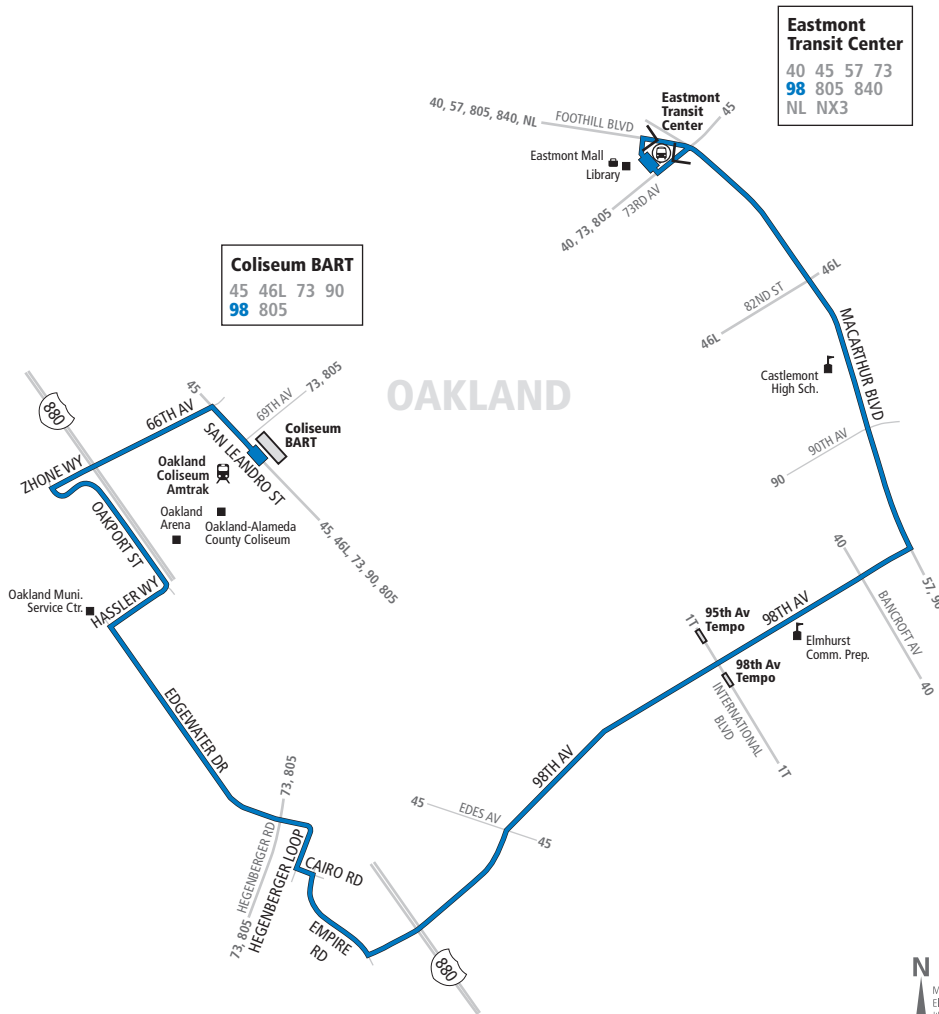 Eastmont
Transit Center
40 45 57 73
98 805 840
NL NX3
Eastmont
Transit
Center
45
40, 57, 805, 840, NL
FOOTHILL BLVD
Eastmont Mall
Library
73RD AV
40, 73, 805
Coliseum BART
45 46L 73 90
98 805
46L
82ND ST
46L
MACARTHUR BLVD
Castlemont
High Sch.
OAKLAND
880
45
69TH AV
73, 805
66TH AV
Coliseum
BART
SAN LEANDRO ST
90TH AV
90
ZHONE WY
Oakland
Coliseum
Amtrak
Oakland
Arena
Oakland-Alameda
County Coliseum
OAKPORT ST
45, 46L, 73, 90, 805
40
57, 98
BANCROFT AV
40
Oakland Muni.
Service Ctr.
HASSLER WY
98TH AV
95th Av
Tempo
1T
Elmhurst
Comm. Prep.
98th Av
Tempo
INTERNATIONAL
BLVD
1T
EDGEWATER DR
98TH AV
73, 805
45
EDES AV
45
HEGENBERGER RD
73, 805
HEGENBERGER LOOP
CAIRO RD
EMPIRE
RD
880
N